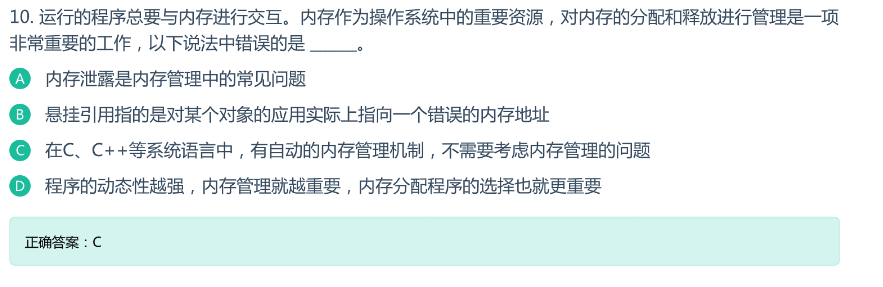 10. 运行的程序总要与内存进行交互。内存作为操作系统中的重要资源，对内存的分配和释放进行管理是一项
非常重要的工作，以下说法中错误的是 ______。
A 内存泄露是内存管理中的常见问题
B 悬挂引用指的是对某个对象的应用实际上指向一个错误的内存地址
C 在C、C++等系统语言中，有自动的内存管理机制，不需要考虑内存管理的问题
D 程序的动态性越强，内存管理就越重要，内存分配程序的选择也就更重要
正确答案：C